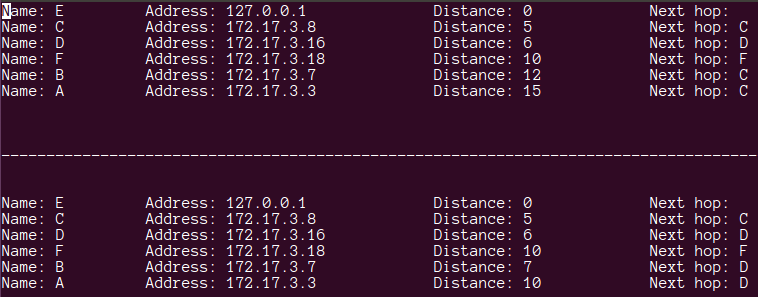 Name: E Address: 127.0.0.1 Distance: 0 Next hop:
Name: C Address: 172.17.3.8 Distance: 5 Next hop: C
Name: D Address: 172.17.3.16 Distance: 6 Next hop: D
Name: F Address: 172.17.3.18 Distance: 10 Next hop: F
Name: B Address: 172.17.3.7 Distance: 12 Next hop: C
Name: A Address: 172.17.3.3 Distance: 15 Next hop: C
------------------------------------------------------------------------------------
Name: E Address: 127.0.0.1 Distance: 0 Next hop:
Name: C Address: 172.17.3.8 Distance: 5 Next hop: C
Name: D Address: 172.17.3.16 Distance: 6 Next hop: D
Name: F Address: 172.17.3.18 Distance: 10 Next hop: F
Name: B Address: 172.17.3.7 Distance: 7 Next hop: D
Name: A Address: 172.17.3.3 Distance: 10 Next hop: D